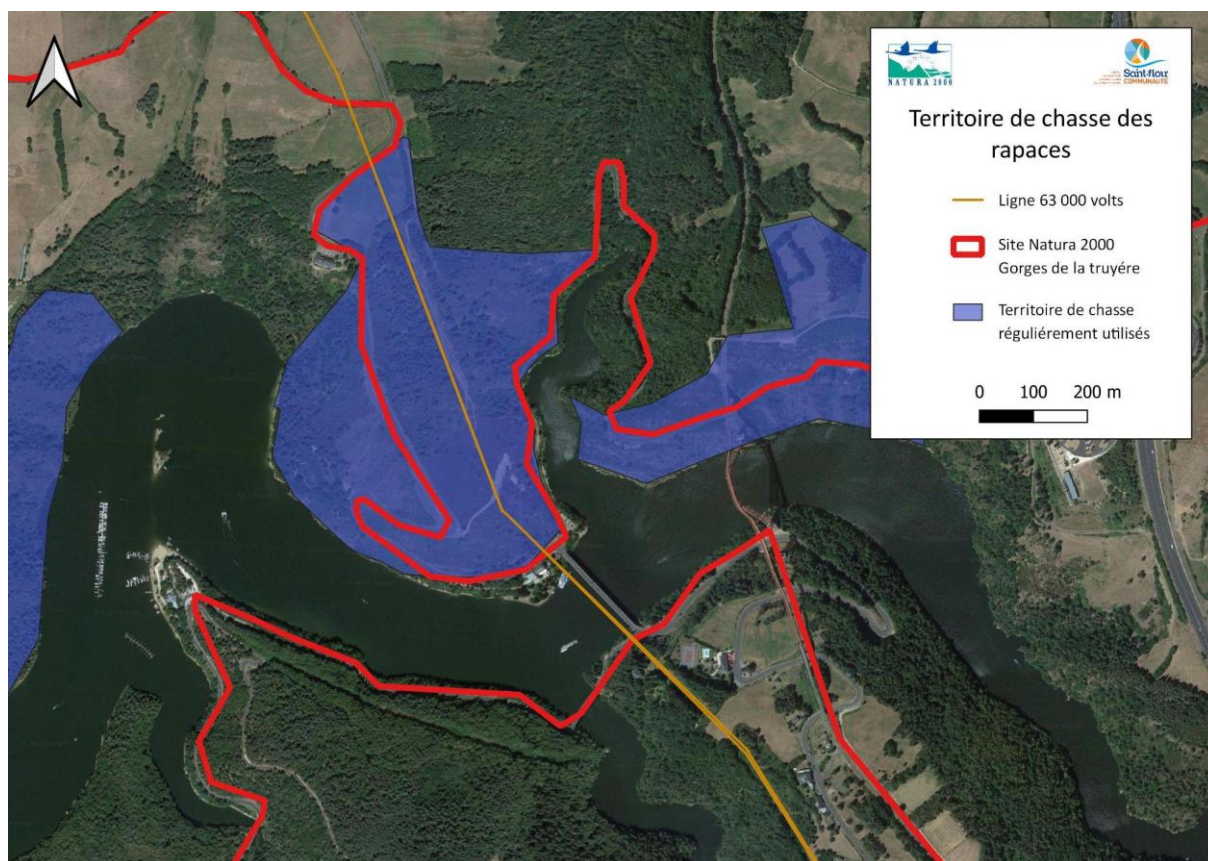 NATURA 2000
Saint-flour
COMMUNAUTÉ
Territoire de chasse des
rapaces
Ligne 63 000 volts
Site Natura 2000
Gorges de la truyére
Territoire de chasse
réguliérement utilisés
0 100 200 m